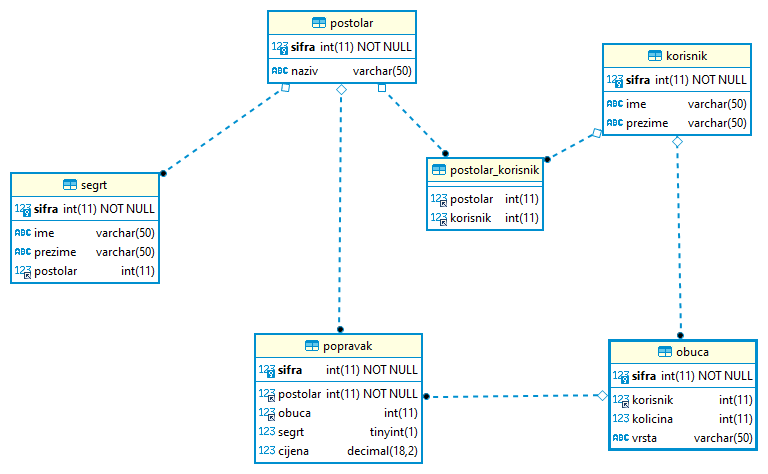 postolar
123 sifra int(11) NOT NULL
ABC naziv varchar(50)
korisnik
123 sifra int(11) NOT NULL
ABC ime varchar(50)
ABC prezime varchar(50)
postolar_korisnik
123 postolar int(11)
123 korisnik int(11)
segrt
123 sifra int(11) NOT NULL
ABC ime varchar(50)
ABC prezime varchar(50)
123 postolar int(11)
popravak
123 sifra int(11) NOT NULL
123 postolar int(11) NOT NULL
123 obuca int(11)
123 segrt tinyint(1)
123 cijena decimal(18,2)
obuca
123 sifra int(11) NOT NULL
123 korisnik int(11)
123 kolicina int(11)
ABC vrsta varchar(50)